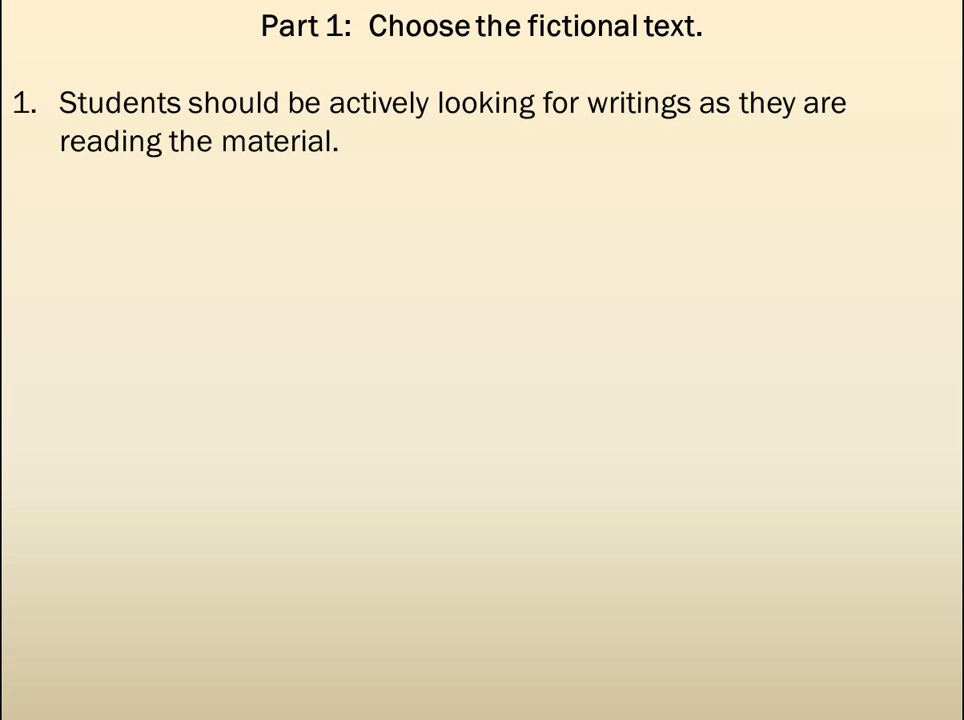 Part 1: Choose the fictional text.
1. Students should be actively looking for writings as they are
reading the material.